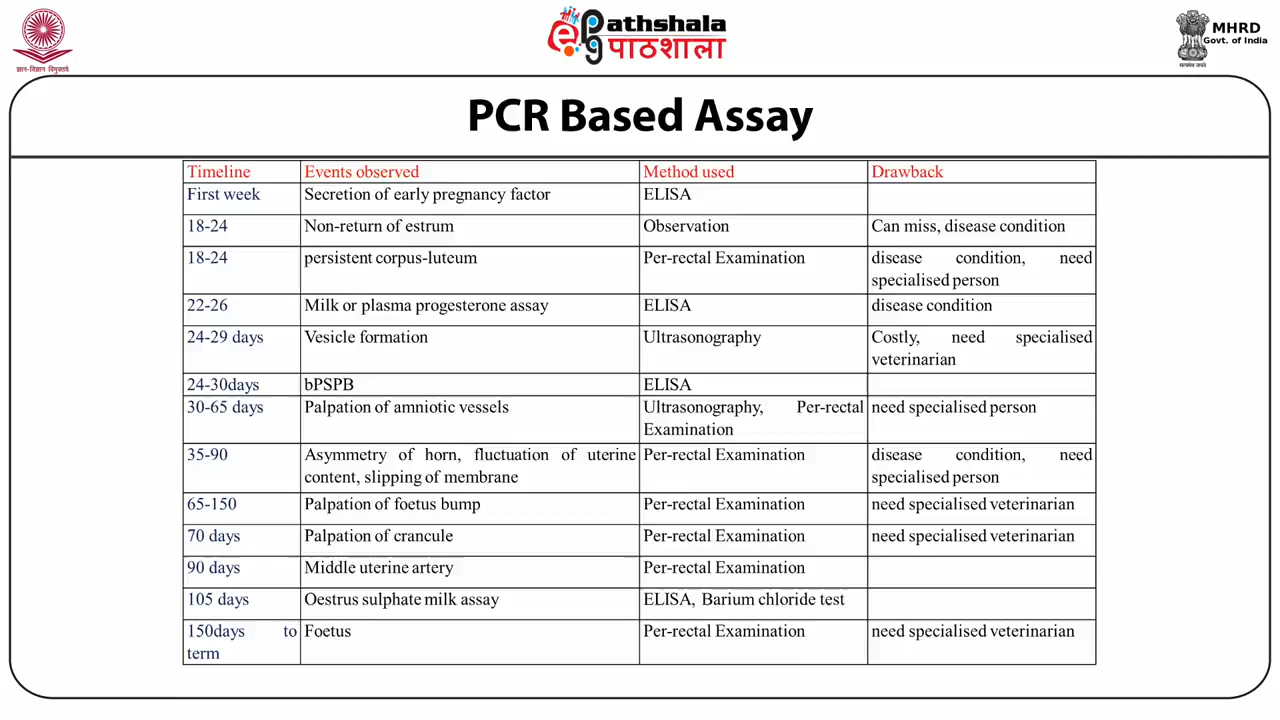 ज्ञान-विज्ञान विमुक्तये
epg Pathshala
पाठशाला
MHRD
Govt. of India
सत्यमेव जयते
PCR Based Assay
Timeline Events observed Method used Drawback
First week Secretion of early pregnancy factor ELISA
18-24 Non-return of estrum Observation Can miss, disease condition
18-24 persistent corpus-luteum Per-rectal Examination disease condition, need
specialised person
22-26 Milk or plasma progesterone assay ELISA disease condition
24-29 days Vesicle formation Ultrasonography Costly, need specialised
veterinarian
24-30days bPSPB ELISA
30-65 days Palpation of amniotic vessels Ultrasonography, Per-rectal need specialised person
Examination
35-90 Asymmetry of horn, fluctuation of uterine Per-rectal Examination disease condition, need
content, slipping of membrane specialised person
65-150 Palpation of foetus bump Per-rectal Examination need specialised veterinarian
70 days Palpation of crancule Per-rectal Examination need specialised veterinarian
90 days Middle uterine artery Per-rectal Examination
105 days Oestrus sulphate milk assay ELISA, Barium chloride test
150days to Foetus Per-rectal Examination need specialised veterinarian
term